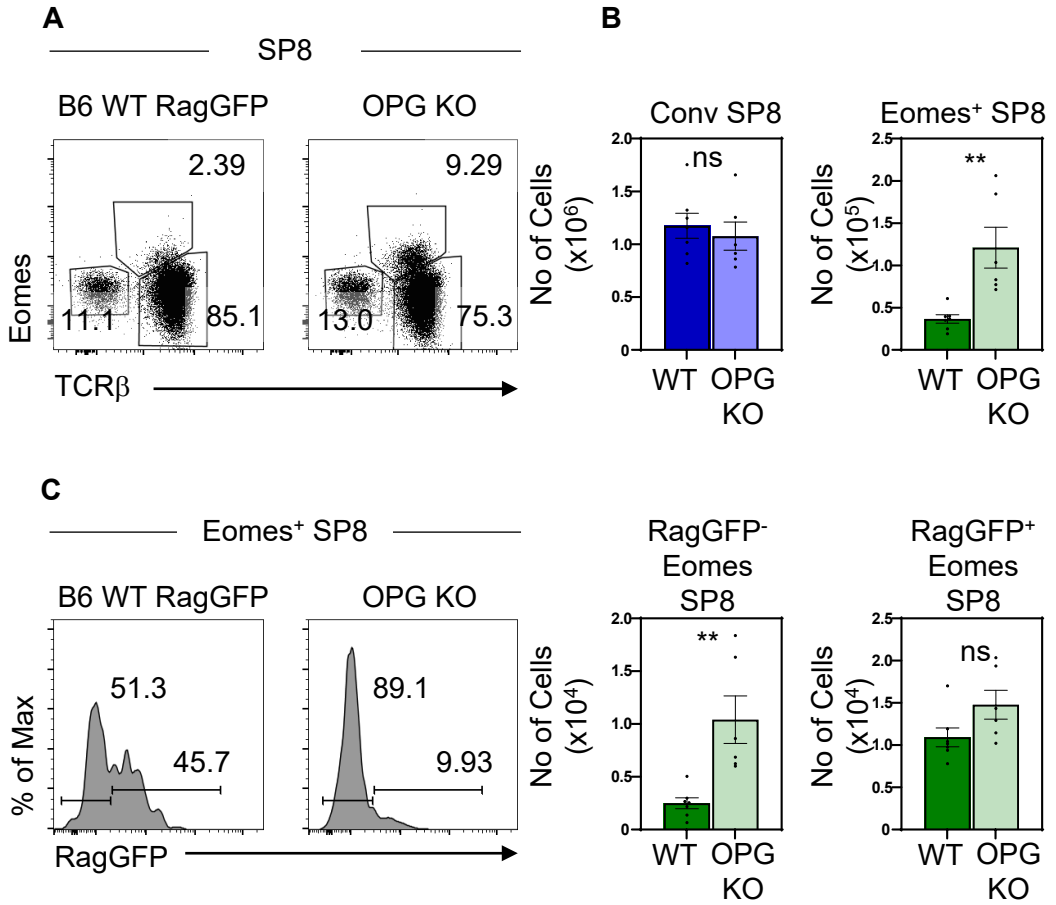 A
SP8
B6 WT RagGFP
OPG KO
2.39
11.1
85.1
9.29
13.0
75.3
Eomes
TCRβ
B
Conv SP8
No of Cells
(x10⁶)
2.0
1.5
1.0
0.5
0
ns
WT
OPG
KO
Eomes⁺ SP8
No of Cells
(x10⁵)
2.5
2.0
1.5
1.0
0.5
0
**
WT
OPG
KO
C
Eomes⁺ SP8
B6 WT RagGFP
OPG KO
51.3
45.7
89.1
9.93
% of Max
RagGFP
RagGFP⁻
Eomes
SP8
No of Cells
(x10⁴)
2.0
1.5
1.0
0.5
0
**
WT
OPG
KO
RagGFP⁺
Eomes
SP8
No of Cells
(x10⁴)
2.5
2.0
1.5
1.0
0.5
0
ns
WT
OPG
KO